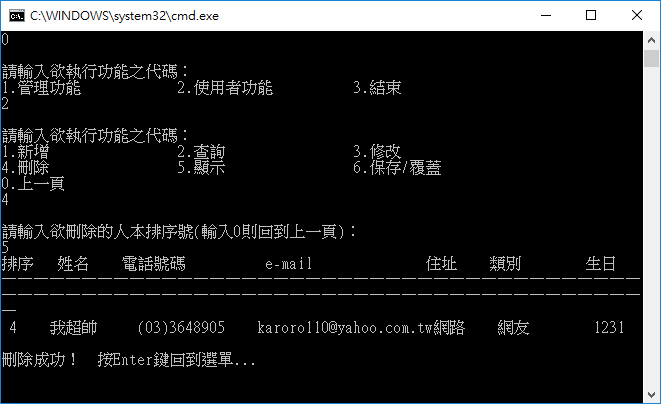 C:\WINDOWS\system32\cmd.exe
0
請輸入欲執行功能之代碼：
1.管理功能 2.使用者功能 3.結束
2
請輸入欲執行功能之代碼：
1.新增 2.查詢 3.修改
4.刪除 5.顯示 6.保存/覆蓋
0.上一頁
4
請輸入欲刪除的人本排序號(輸入0則回到上一頁)：
5
排序 姓名 電話號碼 e-mail 住址 類別 生日
4 我超帥 (03)3648905 karoro110@yahoo.com.tw網路 網友 1231
刪除成功！ 按Enter鍵回到選單...